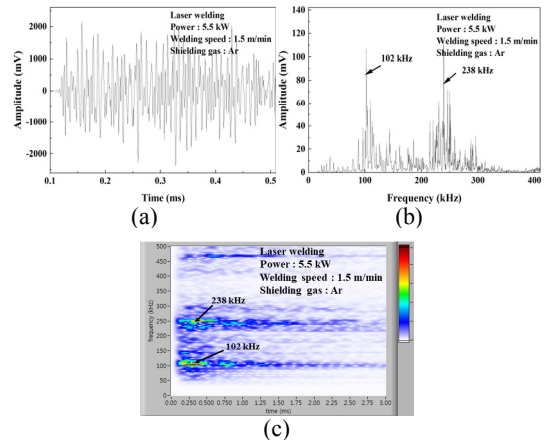 Laser welding
Power : 5.5 kW
Welding speed : 1.5 m/min
Shielding gas : Ar
Amplitude (mV)
2000
1000
0
-1000
-2000
0.1
0.2
0.3
0.4
0.5
Time (ms)
(a)
Laser welding
Power : 5.5 kW
Welding speed : 1.5 m/min
Shielding gas : Ar
102 kHz
238 kHz
Amplitude (mV)
140
120
100
80
60
40
20
0
0
100
200
300
400
Frequency (kHz)
(b)
Laser welding
Power : 5.5 kW
Welding speed : 1.5 m/min
Shielding gas : Ar
238 kHz
102 kHz
frequency (kHz)
500
450
400
350
300
250
200
150
100
50
0
0.00 0.250 0.50 0.75 1.00 1.25 1.50 1.75 2.00 2.25 2.50 2.75 3.00
time (ms)
(c)